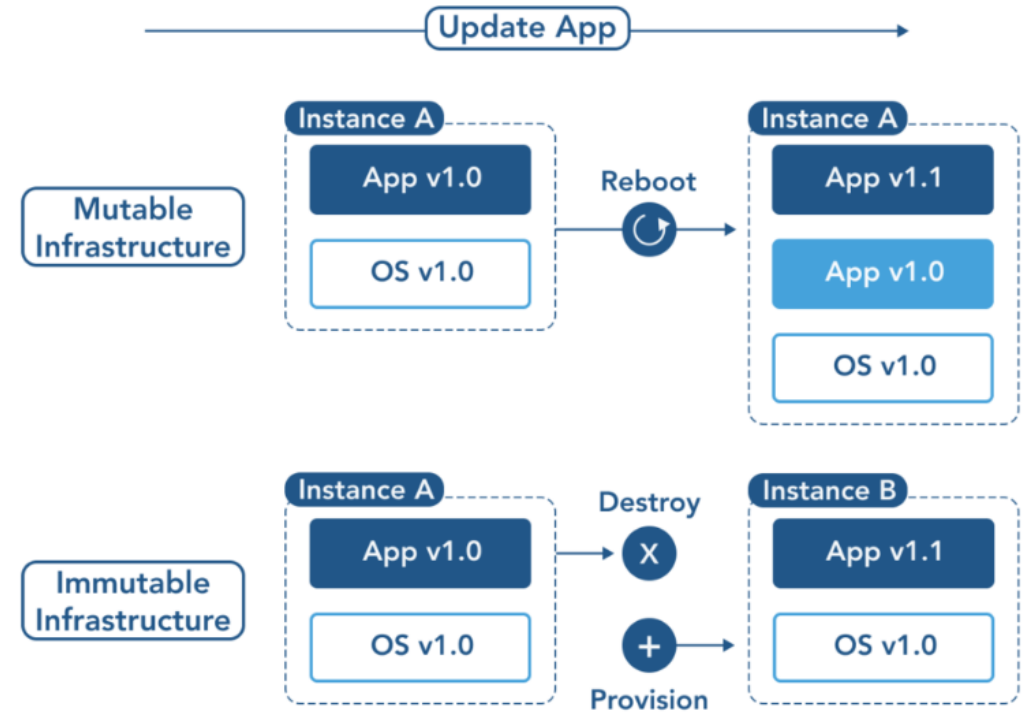 Update App
Instance A
Instance A
App v1.0
App v1.1
Reboot
Mutable
Infrastructure
App v1.0
OS v1.0
OS v1.0
Instance A
Instance B
Destroy
App v1.0
App v1.1
X
Immutable
Infrastructure
OS v1.0
+
OS v1.0
Provision